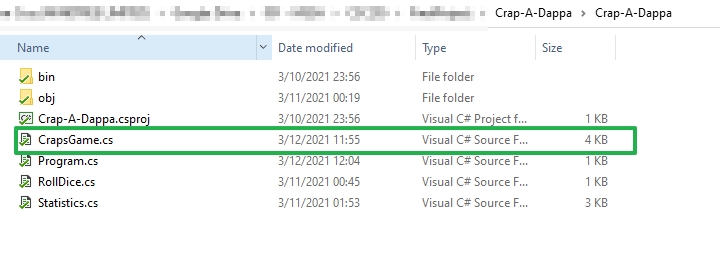 Crap-A-Dappa > Crap-A-Dappa
Name Date modified Type Size
bin 3/10/2021 23:56 File folder
obj 3/11/2021 00:19 File folder
Crap-A-Dappa.csproj 3/10/2021 23:56 Visual C# Project f... 1 KB
CrapsGame.cs 3/12/2021 11:55 Visual C# Source F... 4 KB
Program.cs 3/12/2021 12:04 Visual C# Source F... 1 KB
RollDice.cs 3/11/2021 00:45 Visual C# Source F... 1 KB
Statistics.cs 3/11/2021 01:53 Visual C# Source F... 3 KB